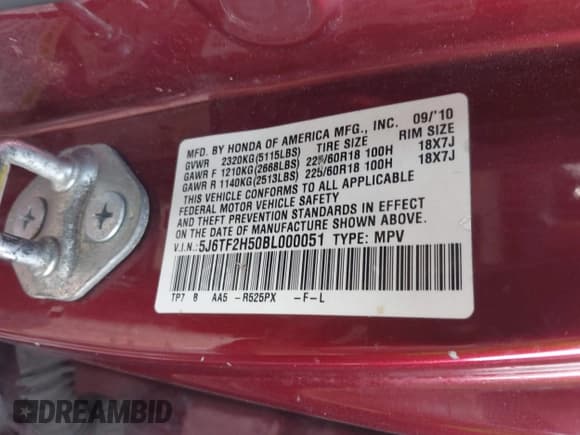 MFD. BY HONDA OF AMERICA MFG., INC. 09/'10
GVWR 2320KG(5115LBS) TIRE SIZE RIM SIZE
GAWR F 1210KG(2668LBS) 225/60R18 100H 18X7J
GAWR R 1140KG(2513LBS) 225/60R18 100H 18X7J
THIS VEHICLE CONFORMS TO ALL APPLICABLE
FEDERAL MOTOR VEHICLE SAFETY
AND THEFT PREVENTION STANDARDS IN EFFECT
ON THE DATE OF MANUFACTURE SHOWN ABOVE.
V.I.N.: 5J6TF2H50BL000051 TYPE: MPV
TP7 8 AA5 -R525PX -F-L
DREAMBID